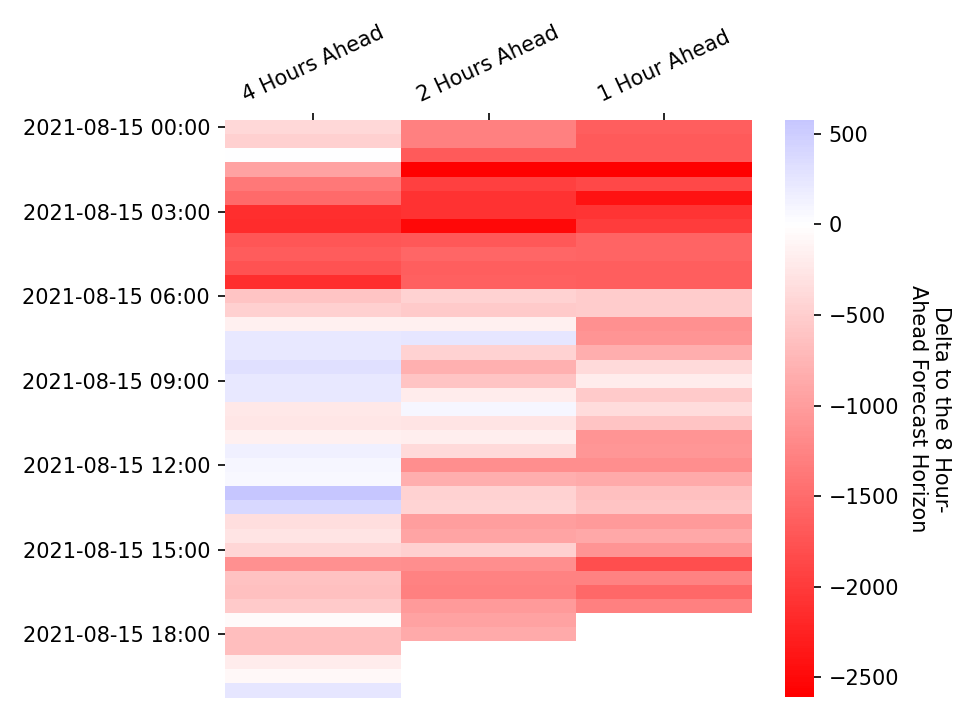 4 Hours Ahead
2 Hours Ahead
1 Hour Ahead
2021-08-15 00:00
2021-08-15 03:00
2021-08-15 06:00
2021-08-15 09:00
2021-08-15 12:00
2021-08-15 15:00
2021-08-15 18:00
500
0
−500
−1000
−1500
−2000
−2500
Delta to the 8 Hour-
Ahead Forecast Horizon